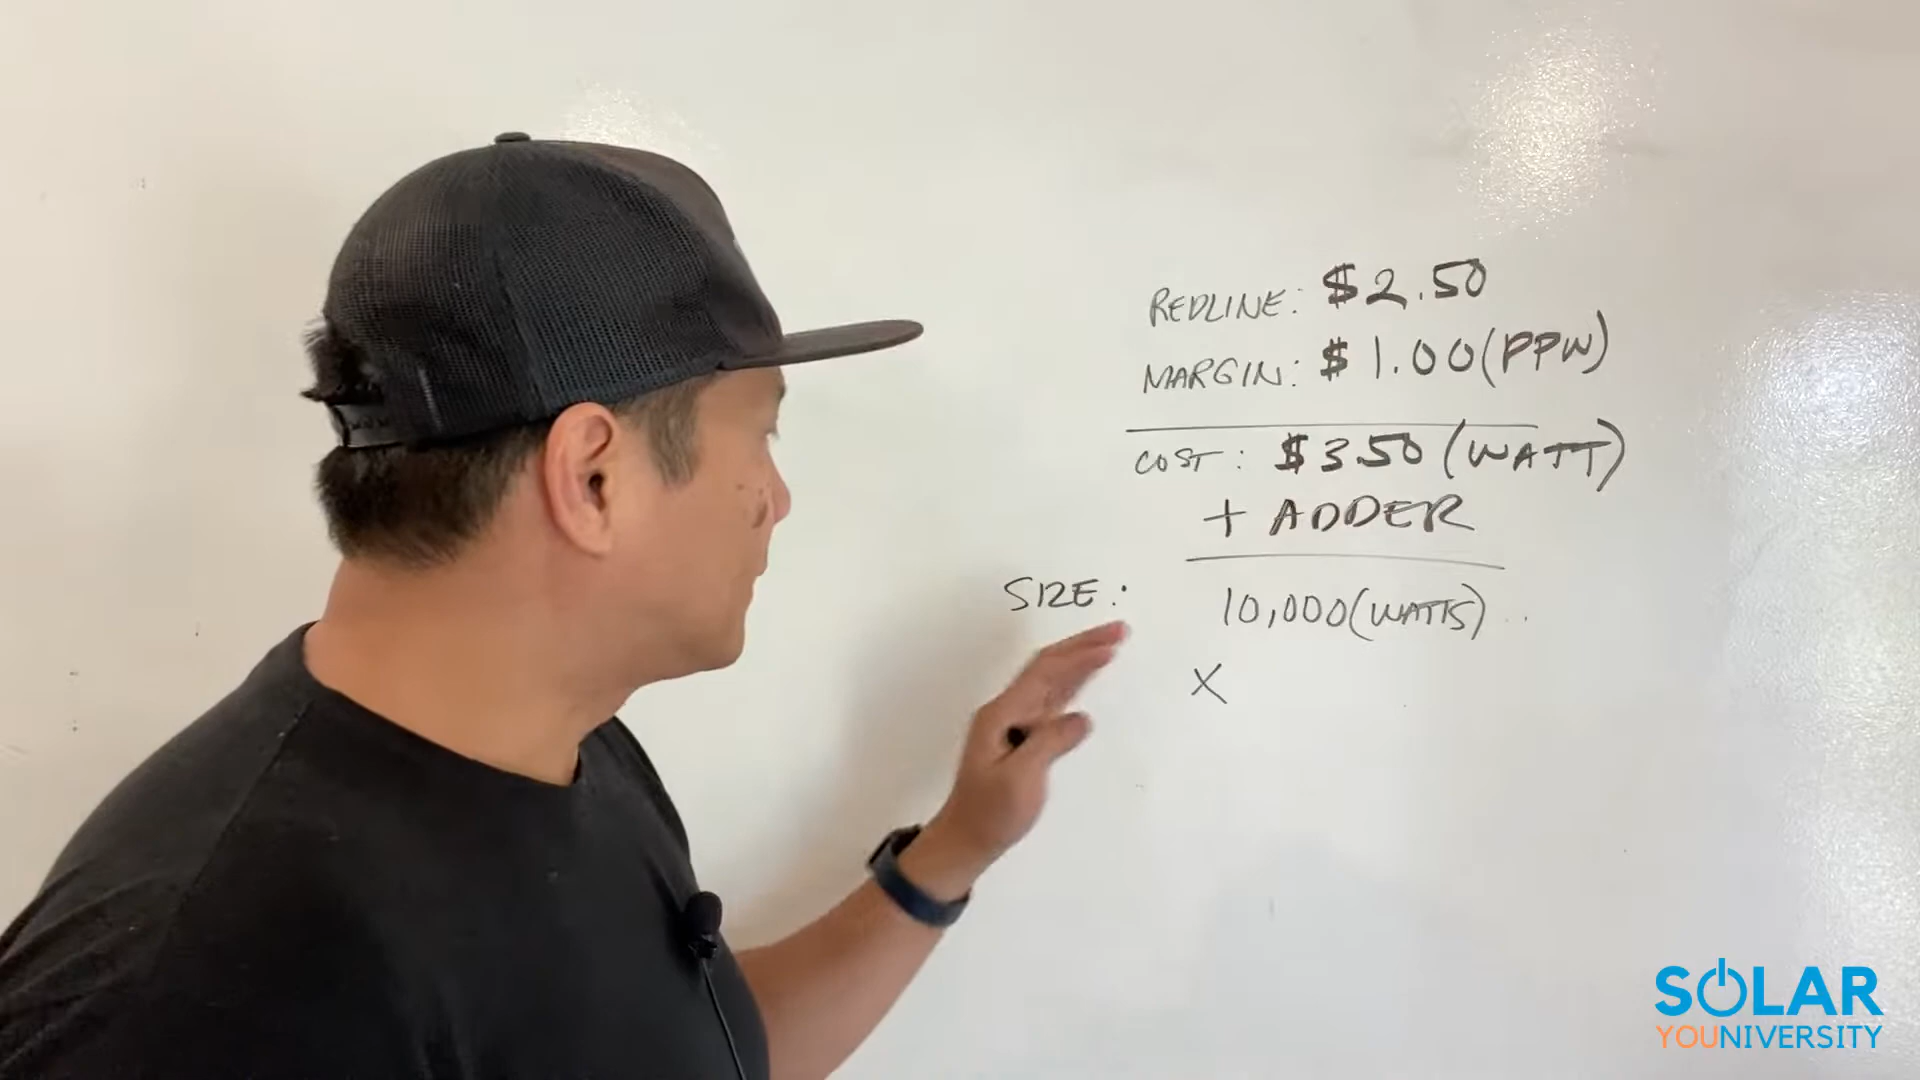 REDLINE: $2.50
MARGIN: $1.00(PPW)
COST: $3.50 (WATT)
+ ADDER
SIZE: 10,000(WATTS)
X
SOLAR
YOUNIVERSITY